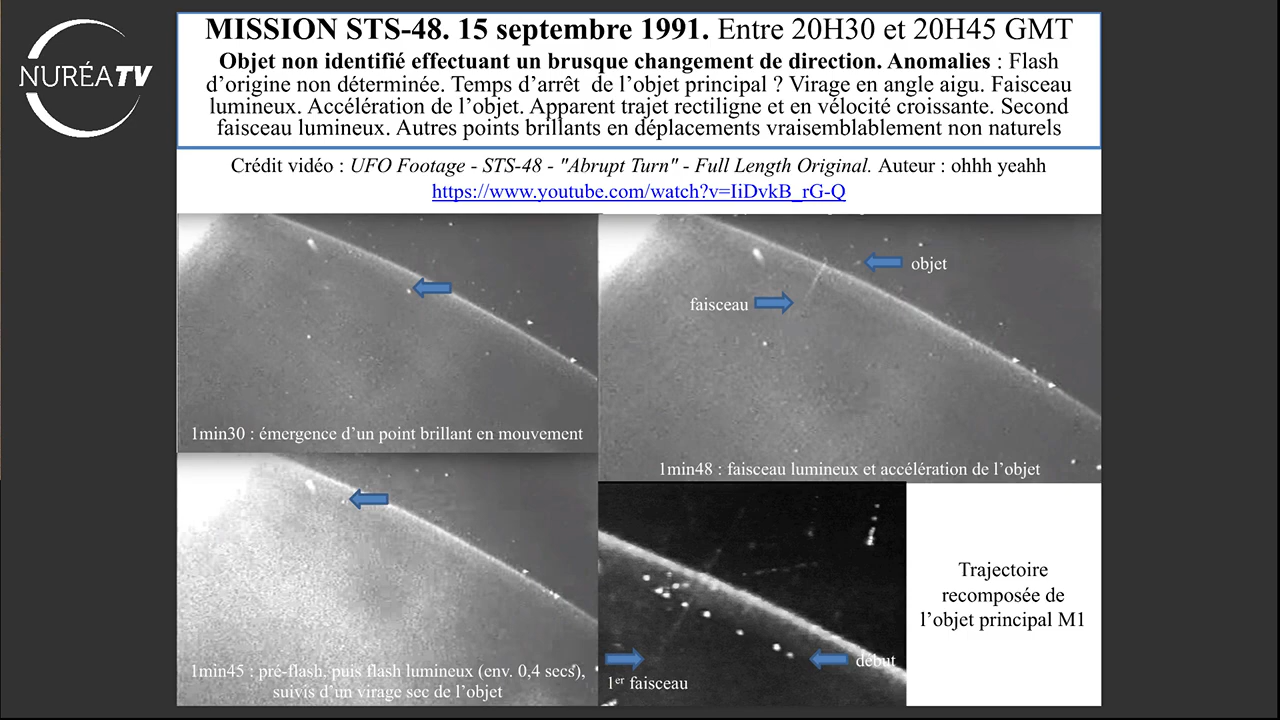 NURÉATV
MISSION STS-48. 15 septembre 1991. Entre 20H30 et 20H45 GMT
Objet non identifié effectuant un brusque changement de direction. Anomalies : Flash
d'origine non déterminée. Temps d'arrêt de l'objet principal ? Virage en angle aigu. Faisceau
lumineux. Accélération de l'objet. Apparent trajet rectiligne et en vélocité croissante. Second
faisceau lumineux. Autres points brillants en déplacements vraisemblablement non naturels
Crédit vidéo : UFO Footage - STS-48 - "Abrupt Turn" - Full Length Original. Auteur : ohhh yeahh
https://www.youtube.com/watch?v=IiDvkB_rG-Q
1min30 : émergence d'un point brillant en mouvement
objet
faisceau
1min48 : faisceau lumineux et accélération de l'objet
1min45 : pré-flash, puis flash lumineux (env. 0,4 secs),
suivis d'un virage sec de l'objet
début
1er faisceau
Trajectoire
recomposée de
l'objet principal M1